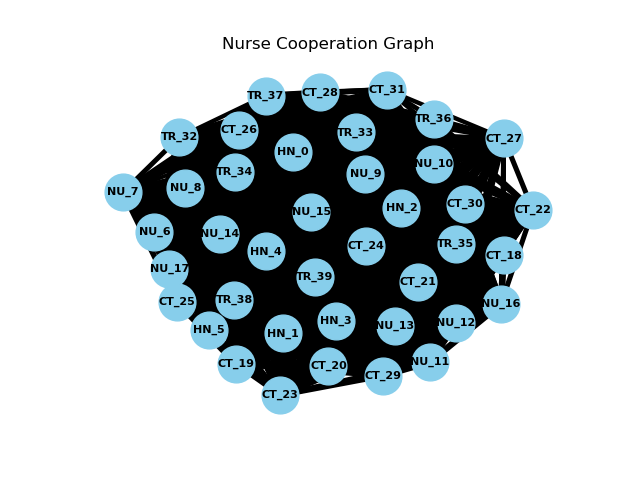 Nurse Cooperation Graph
CT_31
CT_28
TR_37
TR_36
CT_26
TR_33
TR_32
CT_27
HN_0
NU_10
TR_34
NU_9
NU_8
NU_7
CT_30
HN_2
CT_22
NU_15
NU_6
NU_14
TR_35
CT_24
HN_4
CT_18
NU_17
TR_39
CT_21
TR_38
CT_25
NU_16
HN_3
NU_12
NU_13
HN_5
HN_1
NU_11
CT_19
CT_20
CT_29
CT_23